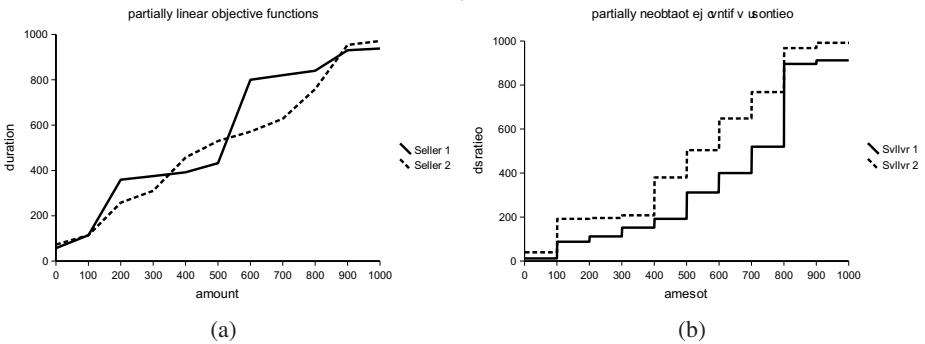 partially linear objective functions
1000
800
600
400
200
0
duration
0 100 200 300 400 500 600 700 800 900 1000
amount
Seller 1
Seller 2
(a)
partially neobtaot ej ovntif v usontieo
1000
800
600
400
200
0
dsratieo
0 100 200 300 400 500 600 700 800 900 1000
amesot
Svllvr 1
Svllvr 2
(b)